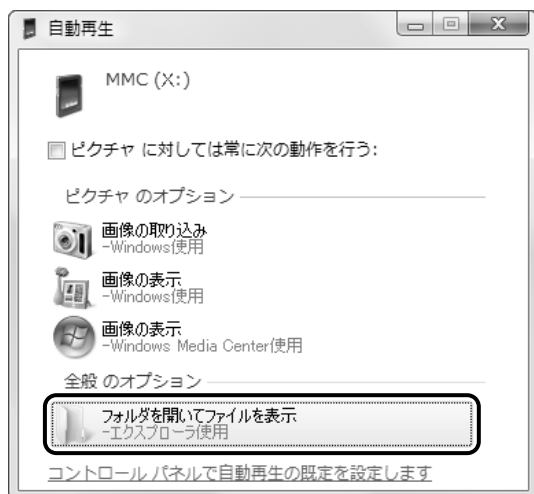 自動再生
MMC (X:)
ピクチャ に対しては常に次の動作を行う:
ピクチャ のオプション
画像の取り込み
-Windows使用
画像の表示
-Windows使用
画像の表示
-Windows Media Center使用
全般 のオプション
フォルダを開いてファイルを表示
-エクスプローラ使用
コントロール パネルで自動再生の既定を設定します